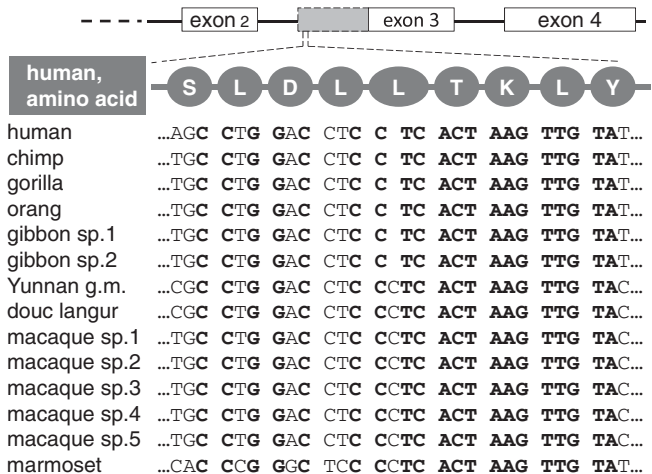 exon 2 exon 3 exon 4
human, amino acid S L D L L T K L Y
human ...AGC CTG GAC CTC C TC ACT AAG TTG TAT...
chimp ...TGC CTG GAC CTC C TC ACT AAG TTG TAT...
gorilla ...TGC CTG GAC CTC C TC ACT AAG TTG TAT...
orang ...TGC CTG GAC CTC C TC ACT AAG TTG TAT...
gibbon sp.1 ...TGC CTG GAC CTC C TC ACT AAG TTG TAT...
gibbon sp.2 ...TGC CTG GAC CTC C TC ACT AAG TTG TAT...
Yunnan g.m. ...CGC CTG GAC CTC CCTC ACT AAG TTG TAC...
douc langur ...CGC CTG GAC CTC CCTC ACT AAG TTG TAC...
macaque sp.1 ...TGC CTG GAC CTC CCTC ACT AAG TTG TAC...
macaque sp.2 ...TGC CTG GAC CTC CCTC ACT AAG TTG TAC...
macaque sp.3 ...TGC CTG GAC CTC CCTC ACT AAG TTG TAC...
macaque sp.4 ...TGC CTG GAC CTC CCTC ACT AAG TTG TAC...
macaque sp.5 ...TGC CTG GAC CTC CCTC ACT AAG TTG TAC...
marmoset ...CAC CCG GGC TCC CCTC ACT AAG TTG TAT...